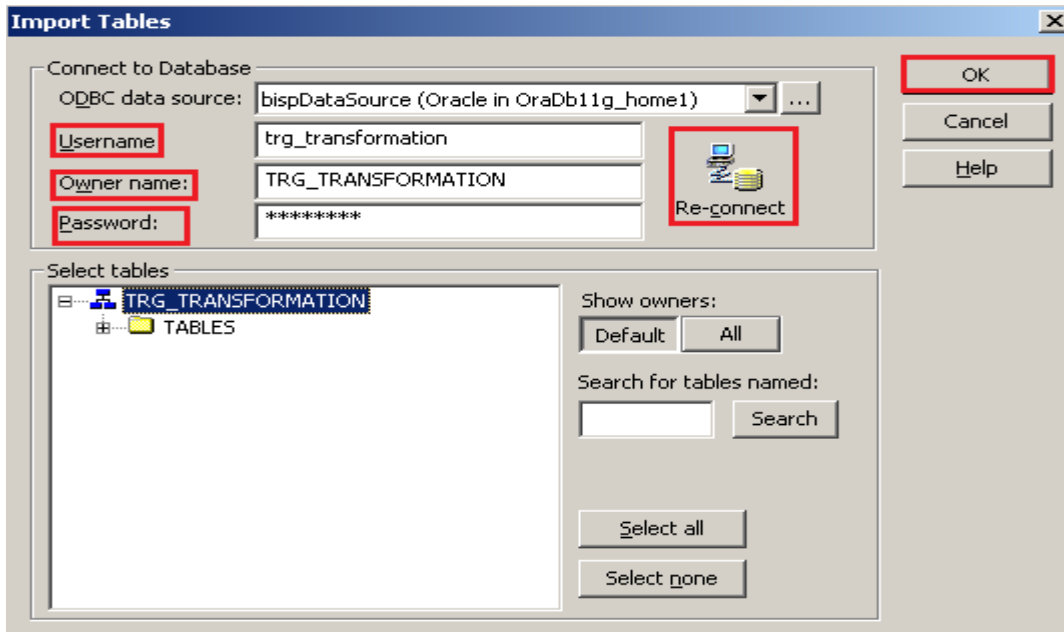 Import Tables
Connect to Database
ODBC data source: bispDataSource (Oracle in OraDb11g_home1) ...
Username trg_transformation
Owner name: TRG_TRANSFORMATION
Password: ********
Re-connect
OK
Cancel
Help
Select tables
TRG_TRANSFORMATION
TABLES
Show owners:
Default All
Search for tables named:
Search
Select all
Select none